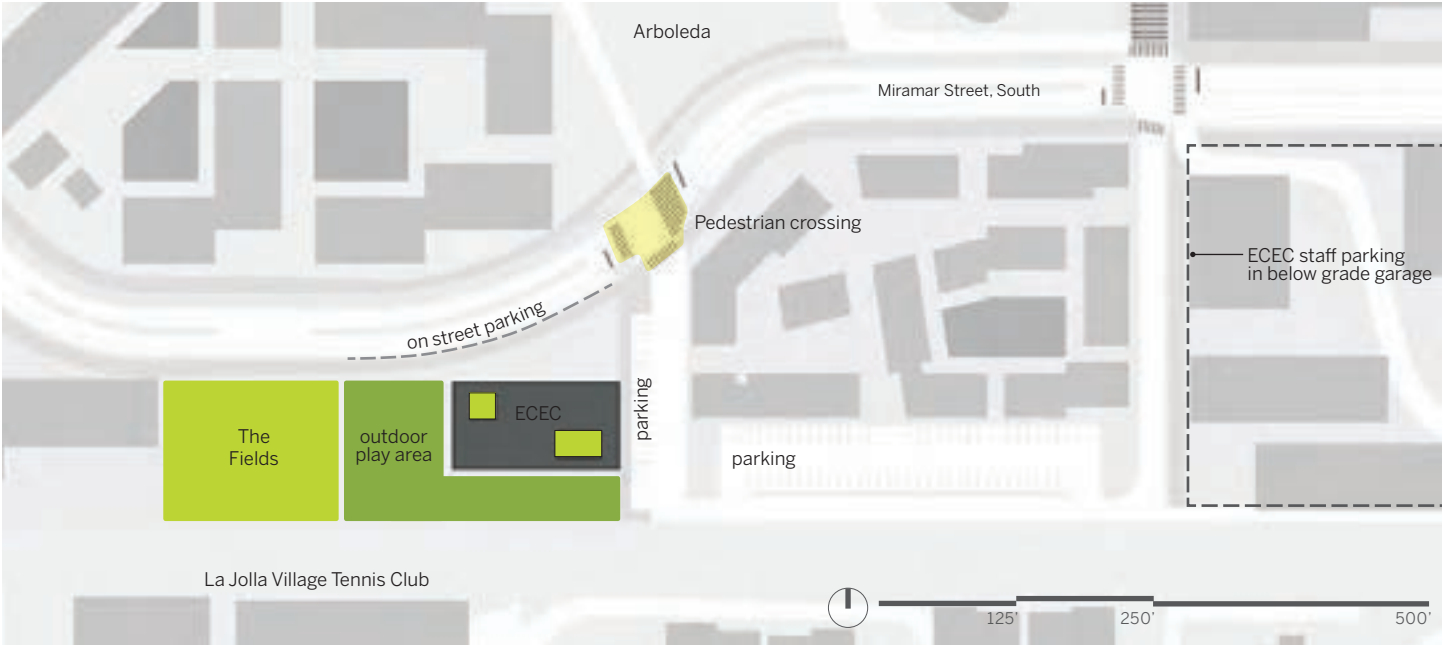 Arboleda
Miramar Street, South
Pedestrian crossing
ECEC staff parking
in below grade garage
on street parking
parking
The
Fields
outdoor
play area
ECEC
parking
La Jolla Village Tennis Club
125'
250'
500'